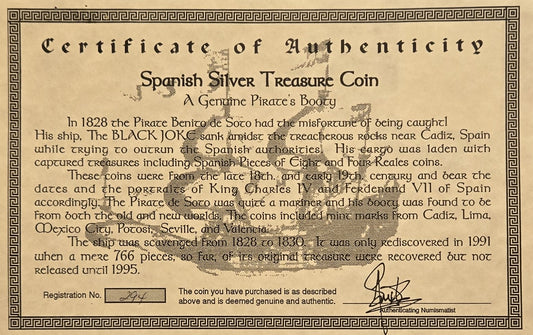 Certificate of Authenticity
Spanish Silver Treasure Coin
A Genuine Pirate's Booty
In 1828 the Pirate Benito de Soto had the misfortune of being caught!
His ship, The BLACK JOKE sank amidst the treacherous rocks near Cadiz, Spain
while trying to outrun the Spanish authorities. His cargo was laden with
captured treasures including Spanish Pieces of Eight and Four Reales coins.
These coins were from the late 18th. and early 19th. century and bear the
dates and the portraits of King Charles IV and Ferdenad VII of Spain
accordingly. The Pirate de Soto was quite a mariner and his booty was found to be
from both the old and new worlds. The coins included mint marks from Cadiz, Lima,
Mexico City, Potosi, Seville, and Valencia.
The ship was scavenged from 1828 to 1830. It was only rediscovered in 1991
when a mere 766 pieces, so far, of its original treasure were recovered but not
released until 1995.
Registration No. 294
The coin you have purchased is as described
above and is deemed genuine and authentic.
Authenticating Numismatist